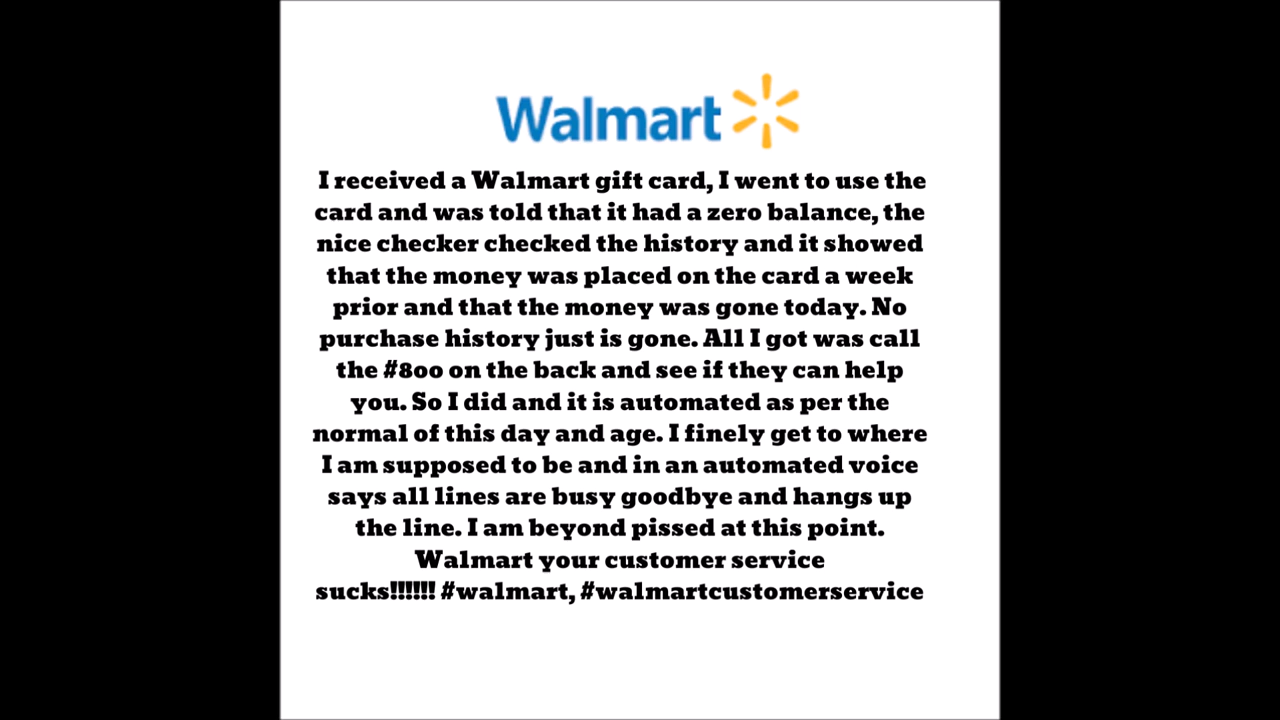 Walmart
I received a Walmart gift card, I went to use the
card and was told that it had a zero balance, the
nice checker checked the history and it showed
that the money was placed on the card a week
prior and that the money was gone today. No
purchase history just is gone. All I got was call
the #800 on the back and see if they can help
you. So I did and it is automated as per the
normal of this day and age. I finely get to where
I am supposed to be and in an automated voice
says all lines are busy goodbye and hangs up
the line. I am beyond pissed at this point.
Walmart your customer service
sucks!!!!!! #walmart, #walmartcustomerservice